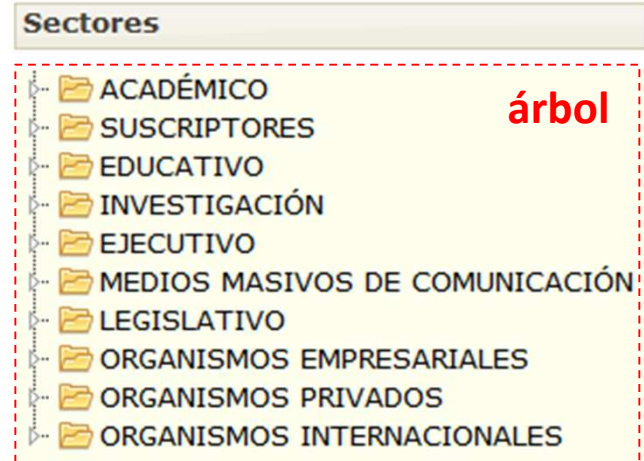 Sectores
árbol
ACADÉMICO
SUSCRIPTORES
EDUCATIVO
INVESTIGACIÓN
EJECUTIVO
MEDIOS MASIVOS DE COMUNICACIÓN
LEGISLATIVO
ORGANISMOS EMPRESARIALES
ORGANISMOS PRIVADOS
ORGANISMOS INTERNACIONALES